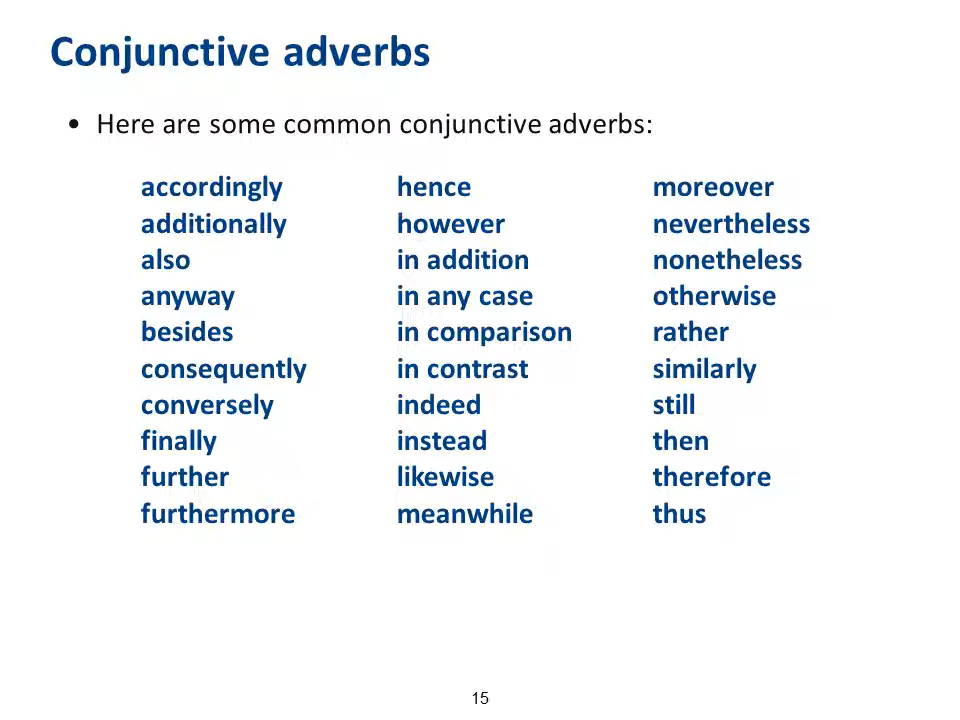 Conjunctive adverbs
• Here are some common conjunctive adverbs:
accordingly hence moreover
additionally however nevertheless
also in addition nonetheless
anyway in any case otherwise
besides in comparison rather
consequently in contrast similarly
conversely indeed still
finally instead then
further likewise therefore
furthermore meanwhile thus
15